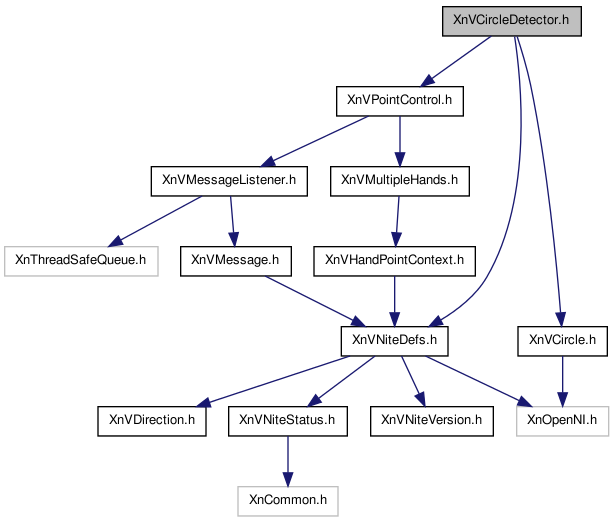 XnVCircleDetector.h
XnVPointControl.h
XnVMessageListener.h
XnVMultipleHands.h
XnThreadSafeQueue.h
XnVMessage.h
XnVHandPointContext.h
XnVNiteDefs.h
XnVCircle.h
XnVDirection.h
XnVNiteStatus.h
XnVNiteVersion.h
XnOpenNI.h
XnCommon.h